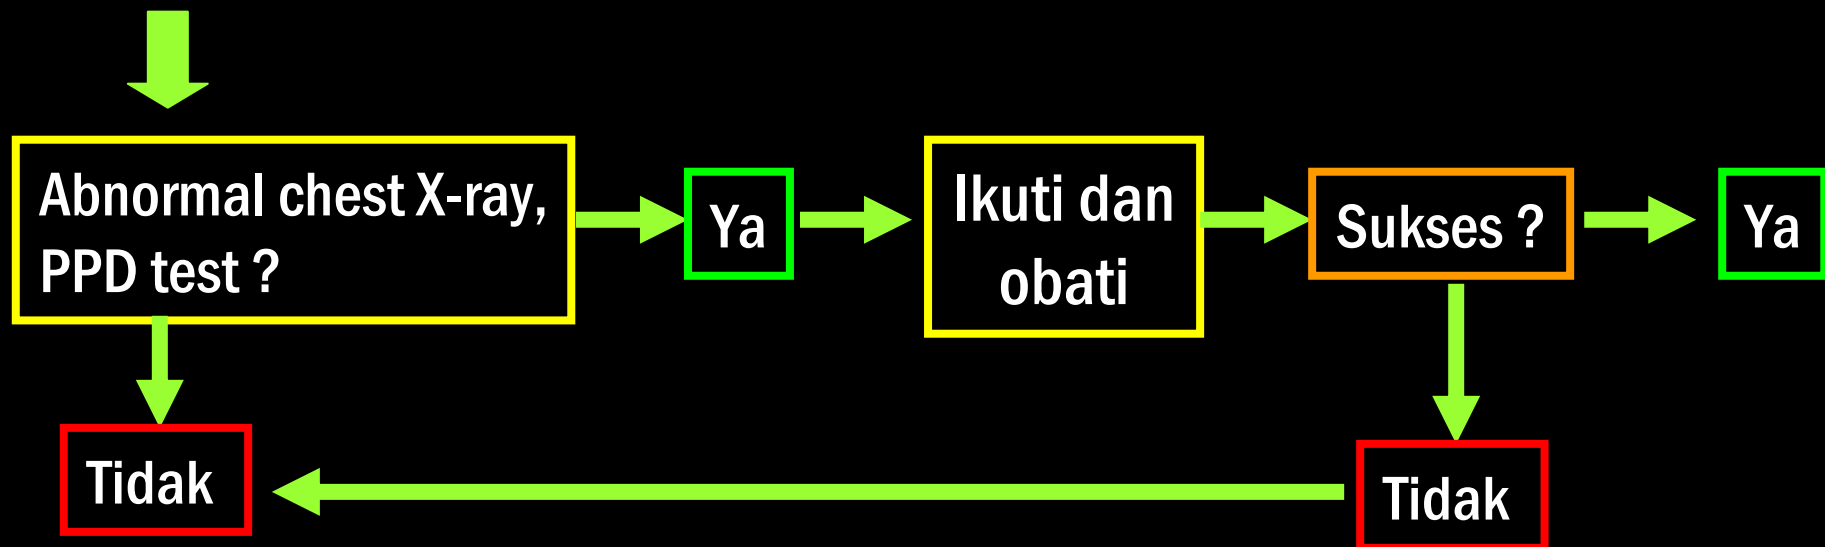 Abnormal chest X-ray,
PPD test ?
Ya
Ikuti dan
obati
Sukses ?
Ya
Tidak
Tidak